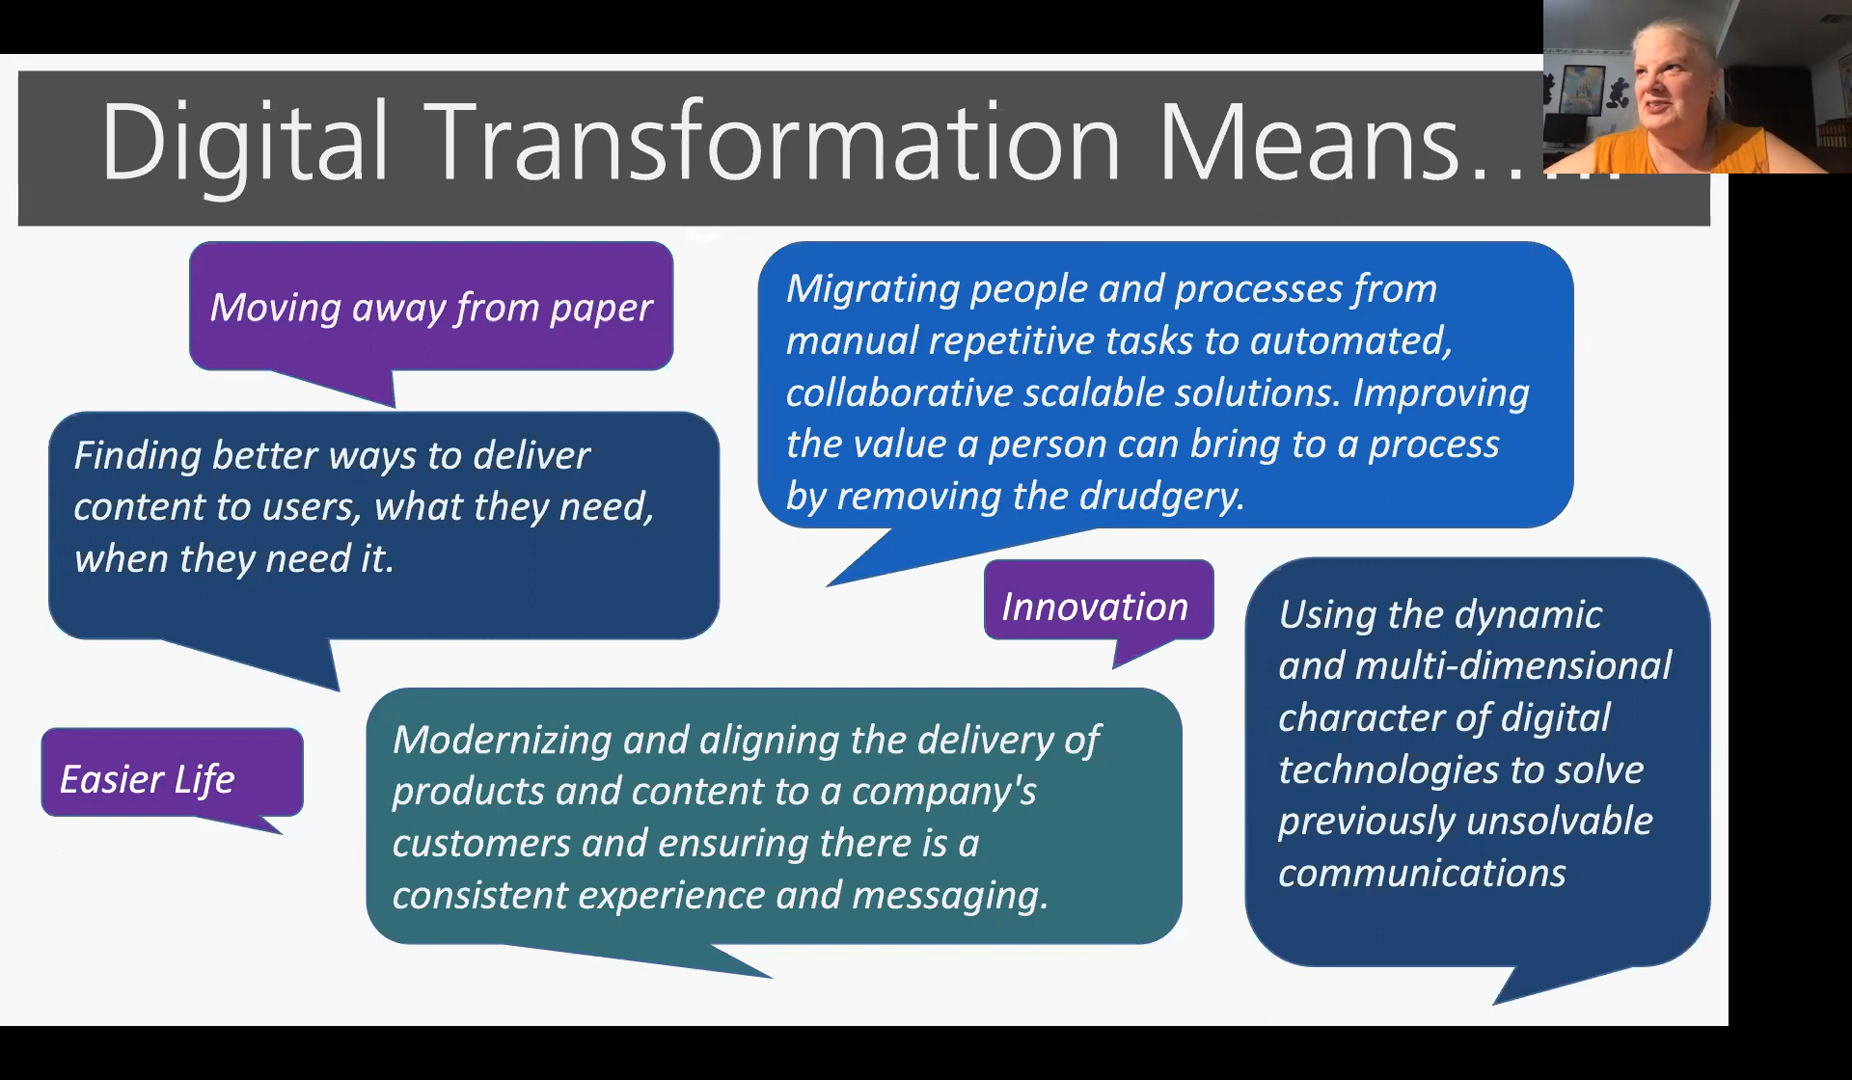 Digital Transformation Means.....
Moving away from paper
Migrating people and processes from
manual repetitive tasks to automated,
collaborative scalable solutions. Improving
the value a person can bring to a process
by removing the drudgery.
Finding better ways to deliver
content to users, what they need,
when they need it.
Innovation
Using the dynamic
and multi-dimensional
character of digital
technologies to solve
previously unsolvable
communications
Easier Life
Modernizing and aligning the delivery of
products and content to a company's
customers and ensuring there is a
consistent experience and messaging.